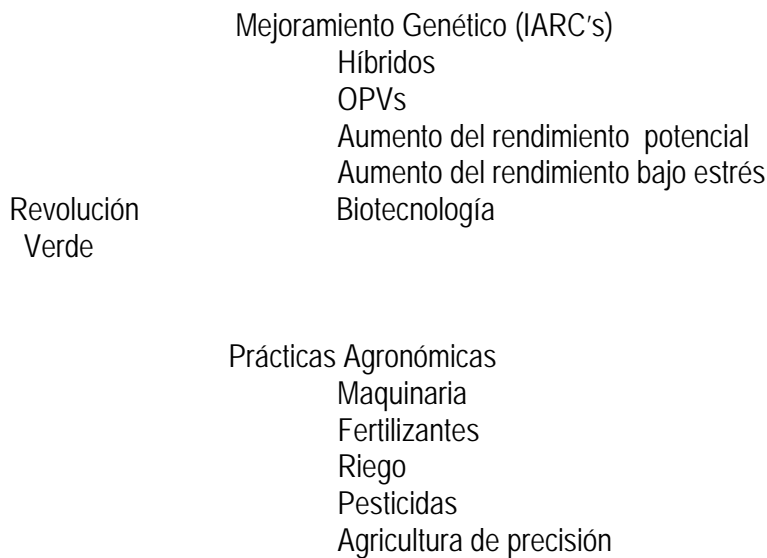 Mejoramiento Genético (IARC's)
Híbridos
OPVs
Aumento del rendimiento potencial
Aumento del rendimiento bajo estrés
Revolución
Verde
Biotecnología
Prácticas Agronómicas
Maquinaria
Fertilizantes
Riego
Pesticidas
Agricultura de precisión